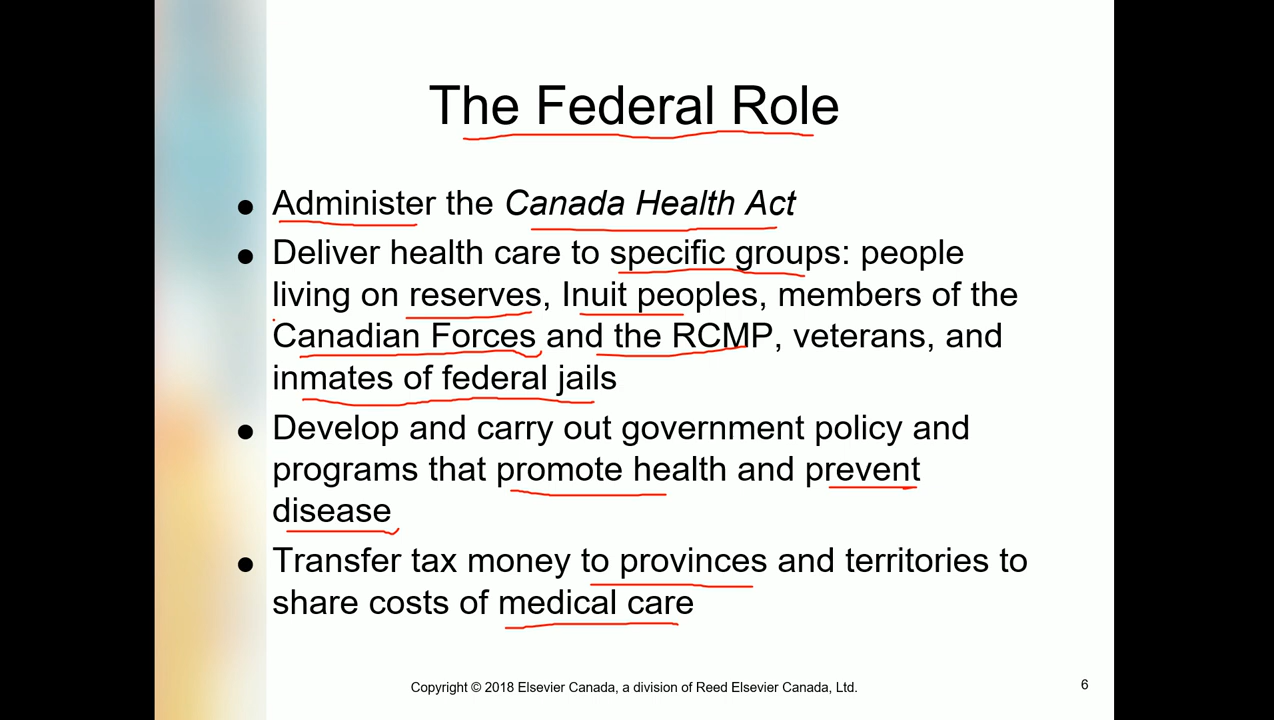 The Federal Role
● Administer the Canada Health Act
● Deliver health care to specific groups: people
living on reserves, Inuit peoples, members of the
Canadian Forces and the RCMP, veterans, and
inmates of federal jails
● Develop and carry out government policy and
programs that promote health and prevent
disease
● Transfer tax money to provinces and territories to
share costs of medical care
Copyright © 2018 Elsevier Canada, a division of Reed Elsevier Canada, Ltd.
6